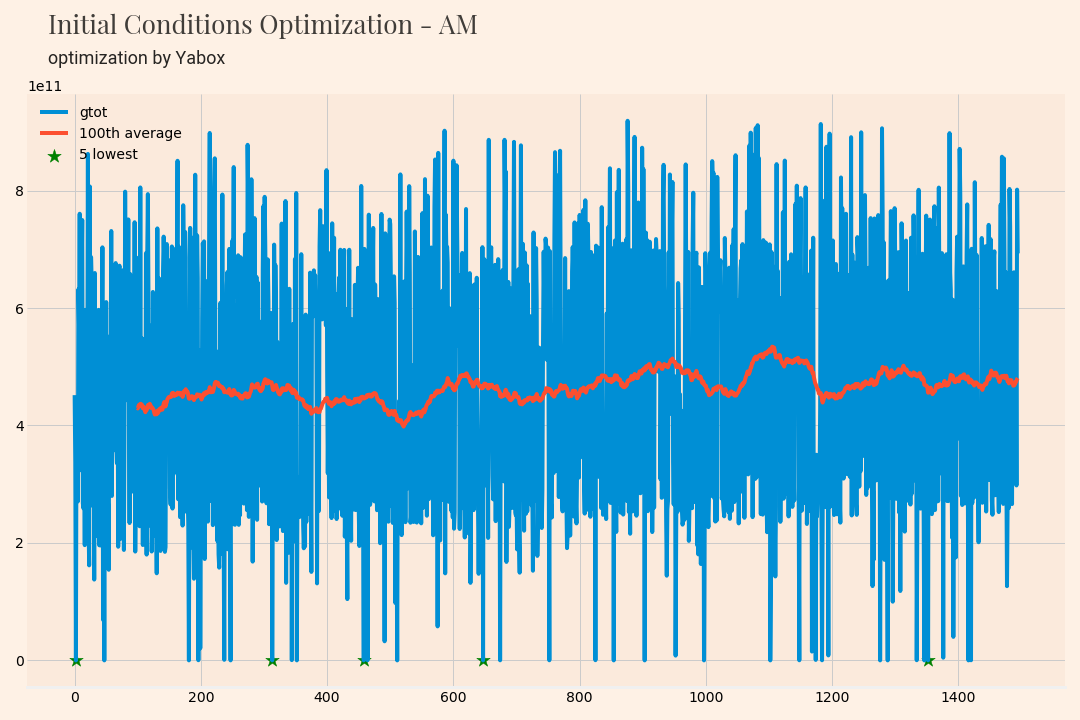 Initial Conditions Optimization - AM
optimization by Yabox
1e11
gtot
100th average
5 lowest
8
6
4
2
0
0 200 400 600 800 1000 1200 1400